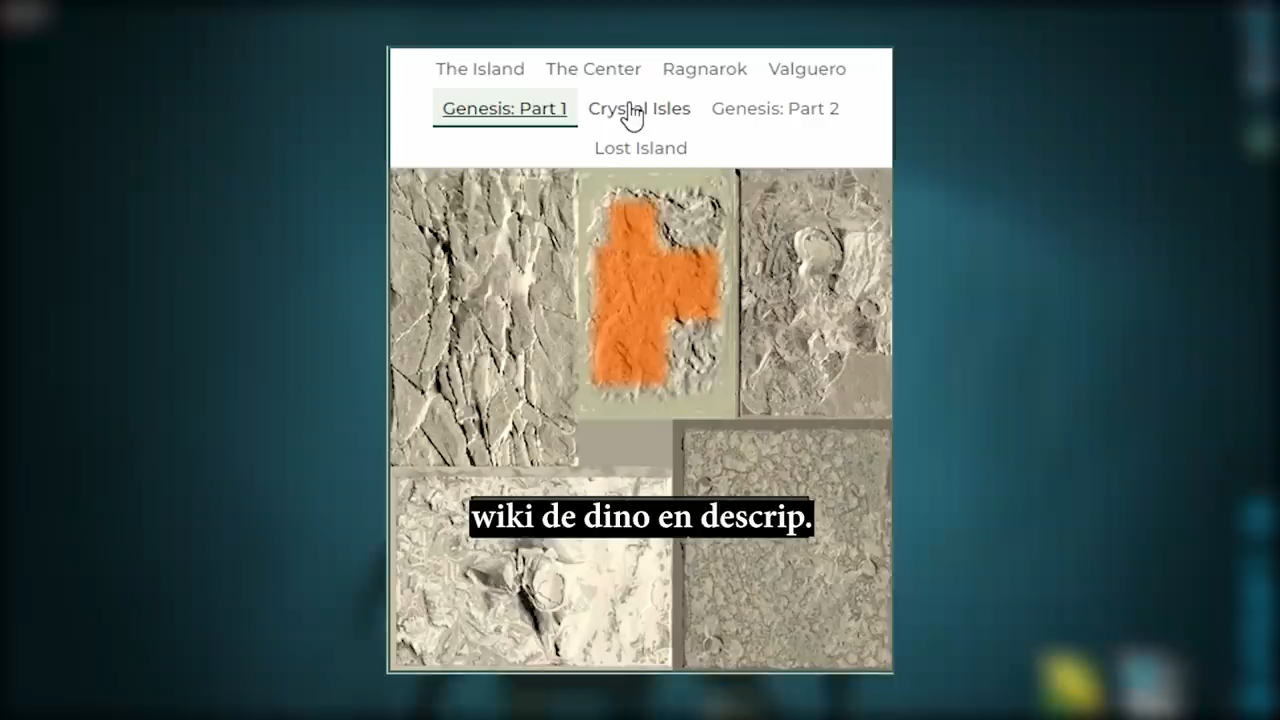 The Island The Center Ragnarok Valguero
Genesis: Part 1 Crystal Isles Genesis: Part 2
Lost Island
wiki de dino en descrip.